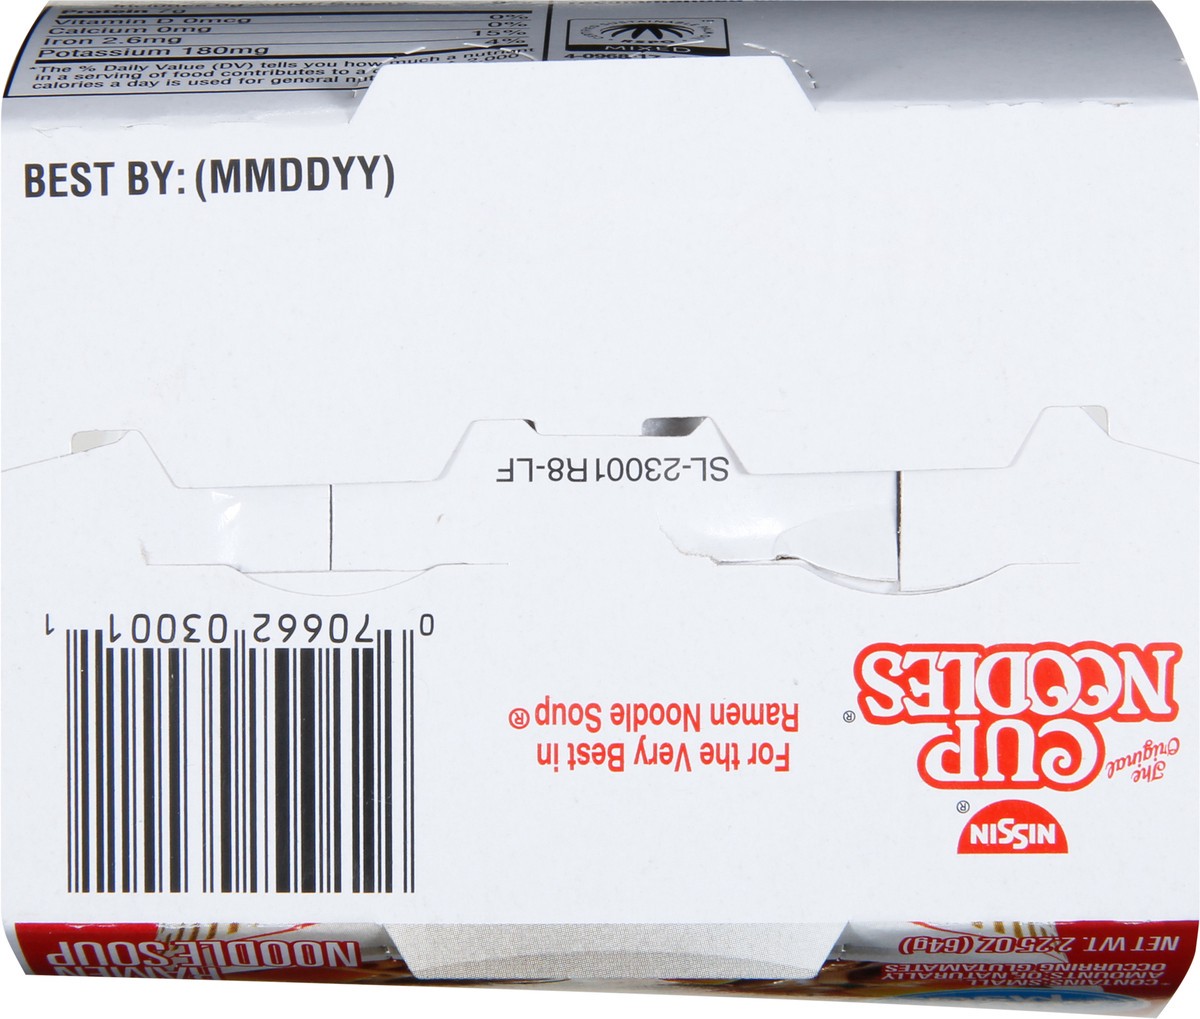 Protein 7g
Vitamin D 0mcg 0%
Calcium 0mg 0%
Iron 2.6mg 15%
Potassium 180mg 4%
*The % Daily Value (DV) tells you how much a nutrient
in a serving of food contributes to a
calories a day is used for general
MIXED
BEST BY: (MMDDYY)
SL-23001R8-LF
NISSIN®
The Original
CUP
NOODLES®
For the Very Best in
Ramen Noodle Soup®
0 70662 03001 1
NET WT. 2.25 OZ (64g)
*CONTAINS SMALL
AMOUNTS OF NATURALLY
OCCURRING GLUTAMATES
RAMEN
NOODLE SOUP